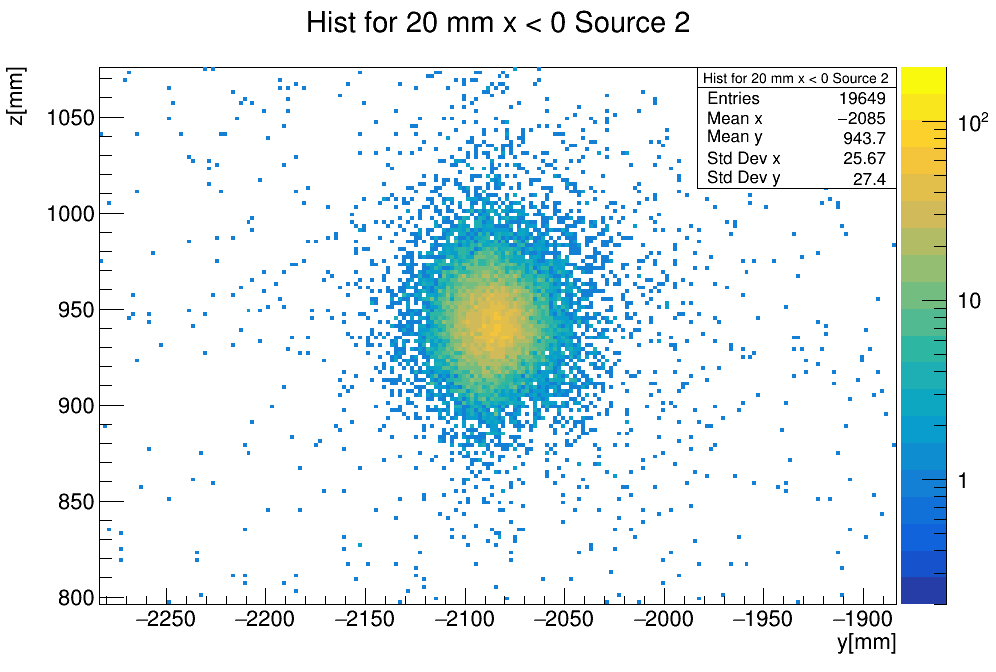 Hist for 20 mm x < 0 Source 2
z[mm]
Hist for 20 mm x < 0 Source 2
Entries 19649
Mean x −2085
Mean y 943.7
Std Dev x 25.67
Std Dev y 27.4
1050
1000
950
900
850
800
−2250 −2200 −2150 −2100 −2050 −2000 −1950 −1900
y[mm]
10²
10
1